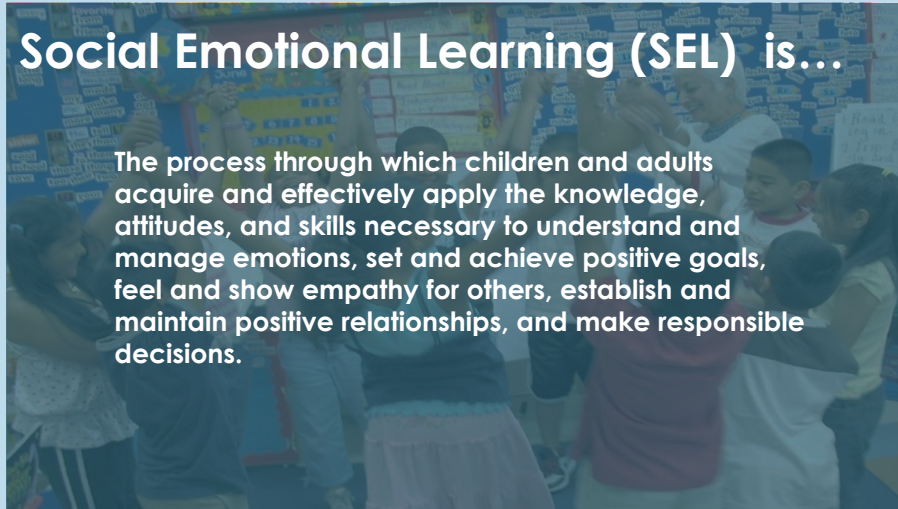 Social Emotional Learning (SEL)  is...
The process through which children and adults
acquire and effectively apply the knowledge,
attitudes, and skills necessary to understand and
manage emotions, set and achieve positive goals,
feel and show empathy for others, establish and
maintain positive relationships, and make responsible
decisions.